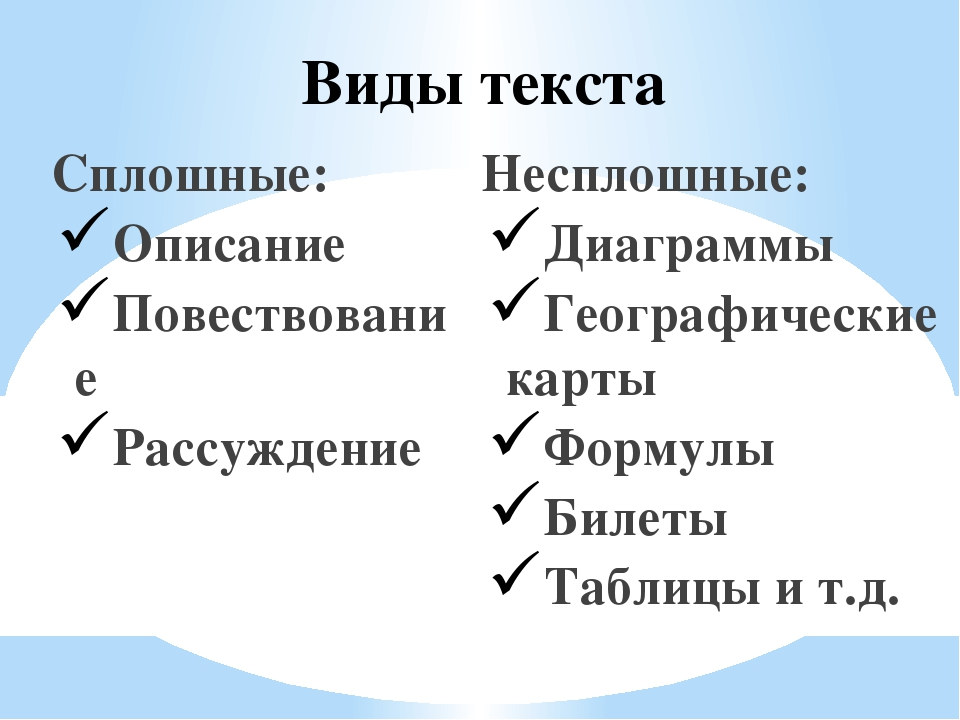 Виды текста
Сплошные:
Описание
Повествовани
е
Рассуждение
Несплошные:
Диаграммы
Географические
карты
Формулы
Билеты
Таблицы и т.д.